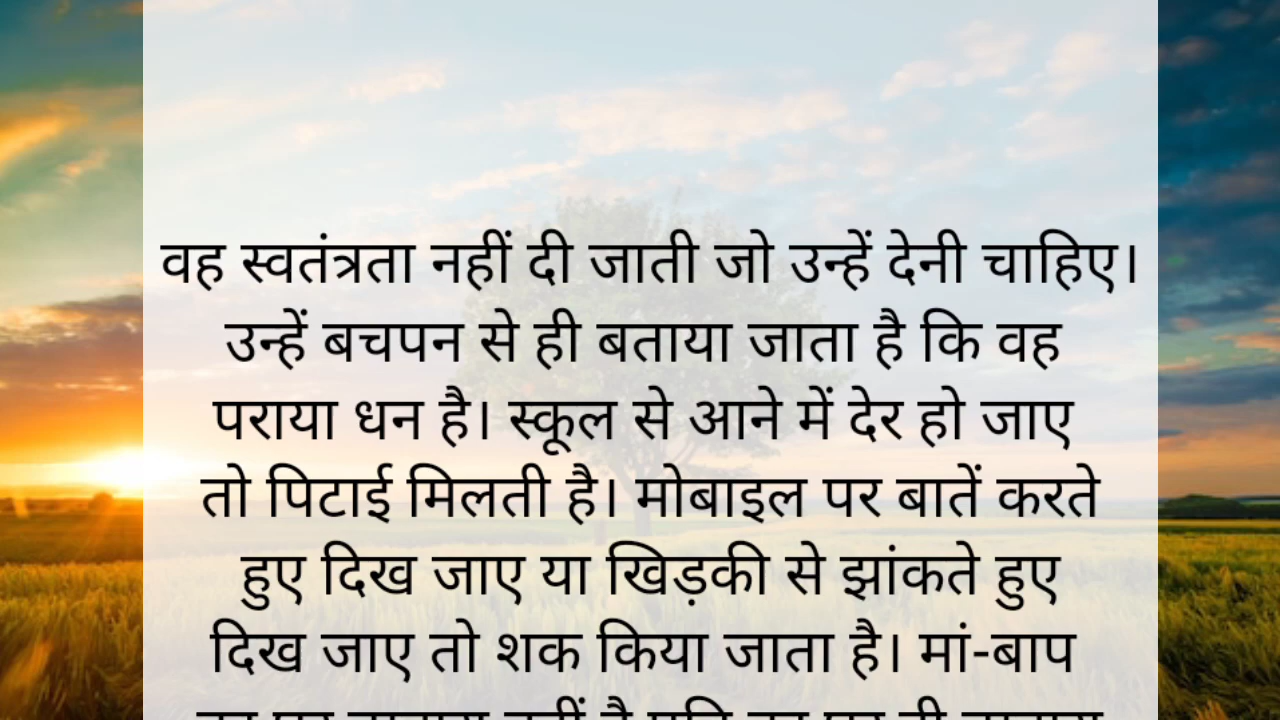 वह स्वतंत्रता नहीं दी जाती जो उन्हें देनी चाहिए।
उन्हें बचपन से ही बताया जाता है कि वह
पराया धन है। स्कूल से आने में देर हो जाए
तो पिटाई मिलती है। मोबाइल पर बातें करते
हुए दिख जाए या खिड़की से झांकते हुए
दिख जाए तो शक किया जाता है। मां-बाप